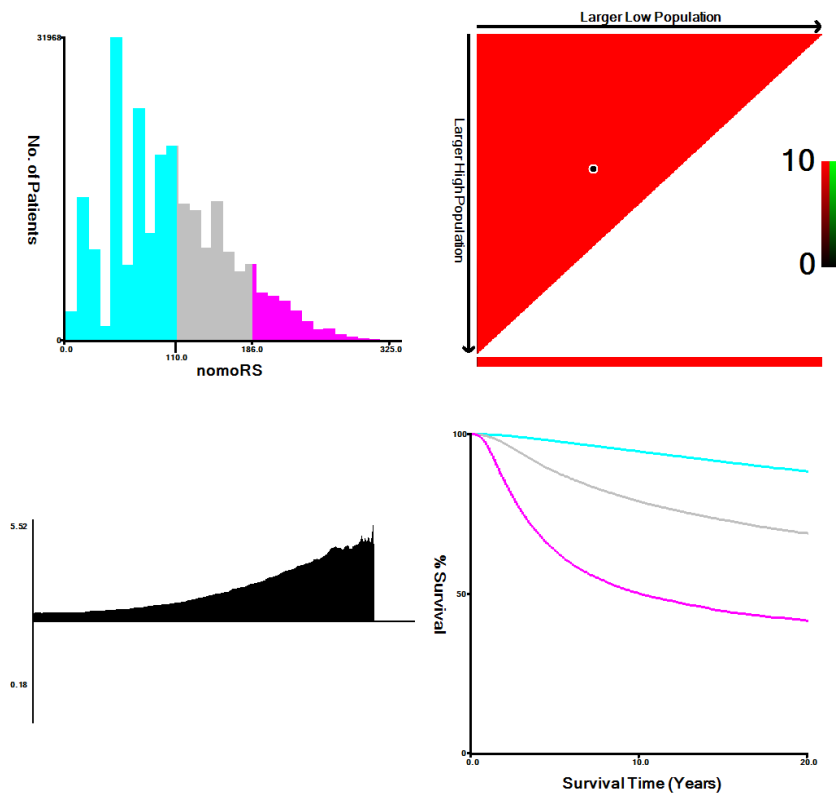 31968
No. of Patients
0
0.0
110.0
186.0
325.0
nomoRS
Larger Low Population
Larger High Population
10
0
5.52
0.18
100
50
0
% Survival
0.0
10.0
20.0
Survival Time (Years)